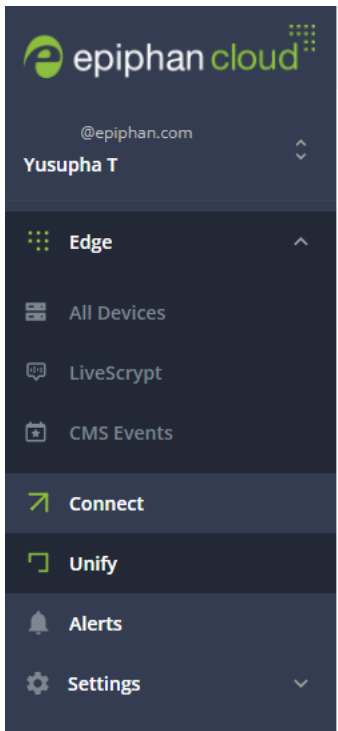 epiphan cloud
@epiphan.com
Yusupha T
Edge
All Devices
LiveScrypt
CMS Events
Connect
Unify
Alerts
Settings